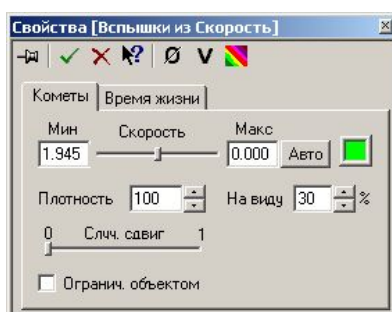 Свойства [Вспышки из Скорость]
Ø V
Кометы Время жизни
Мин Скорость Макс
1.945 0.000 Авто
Плотность 100 На виду 30 %
0 Случ. сдвиг 1
Огранич. объектом